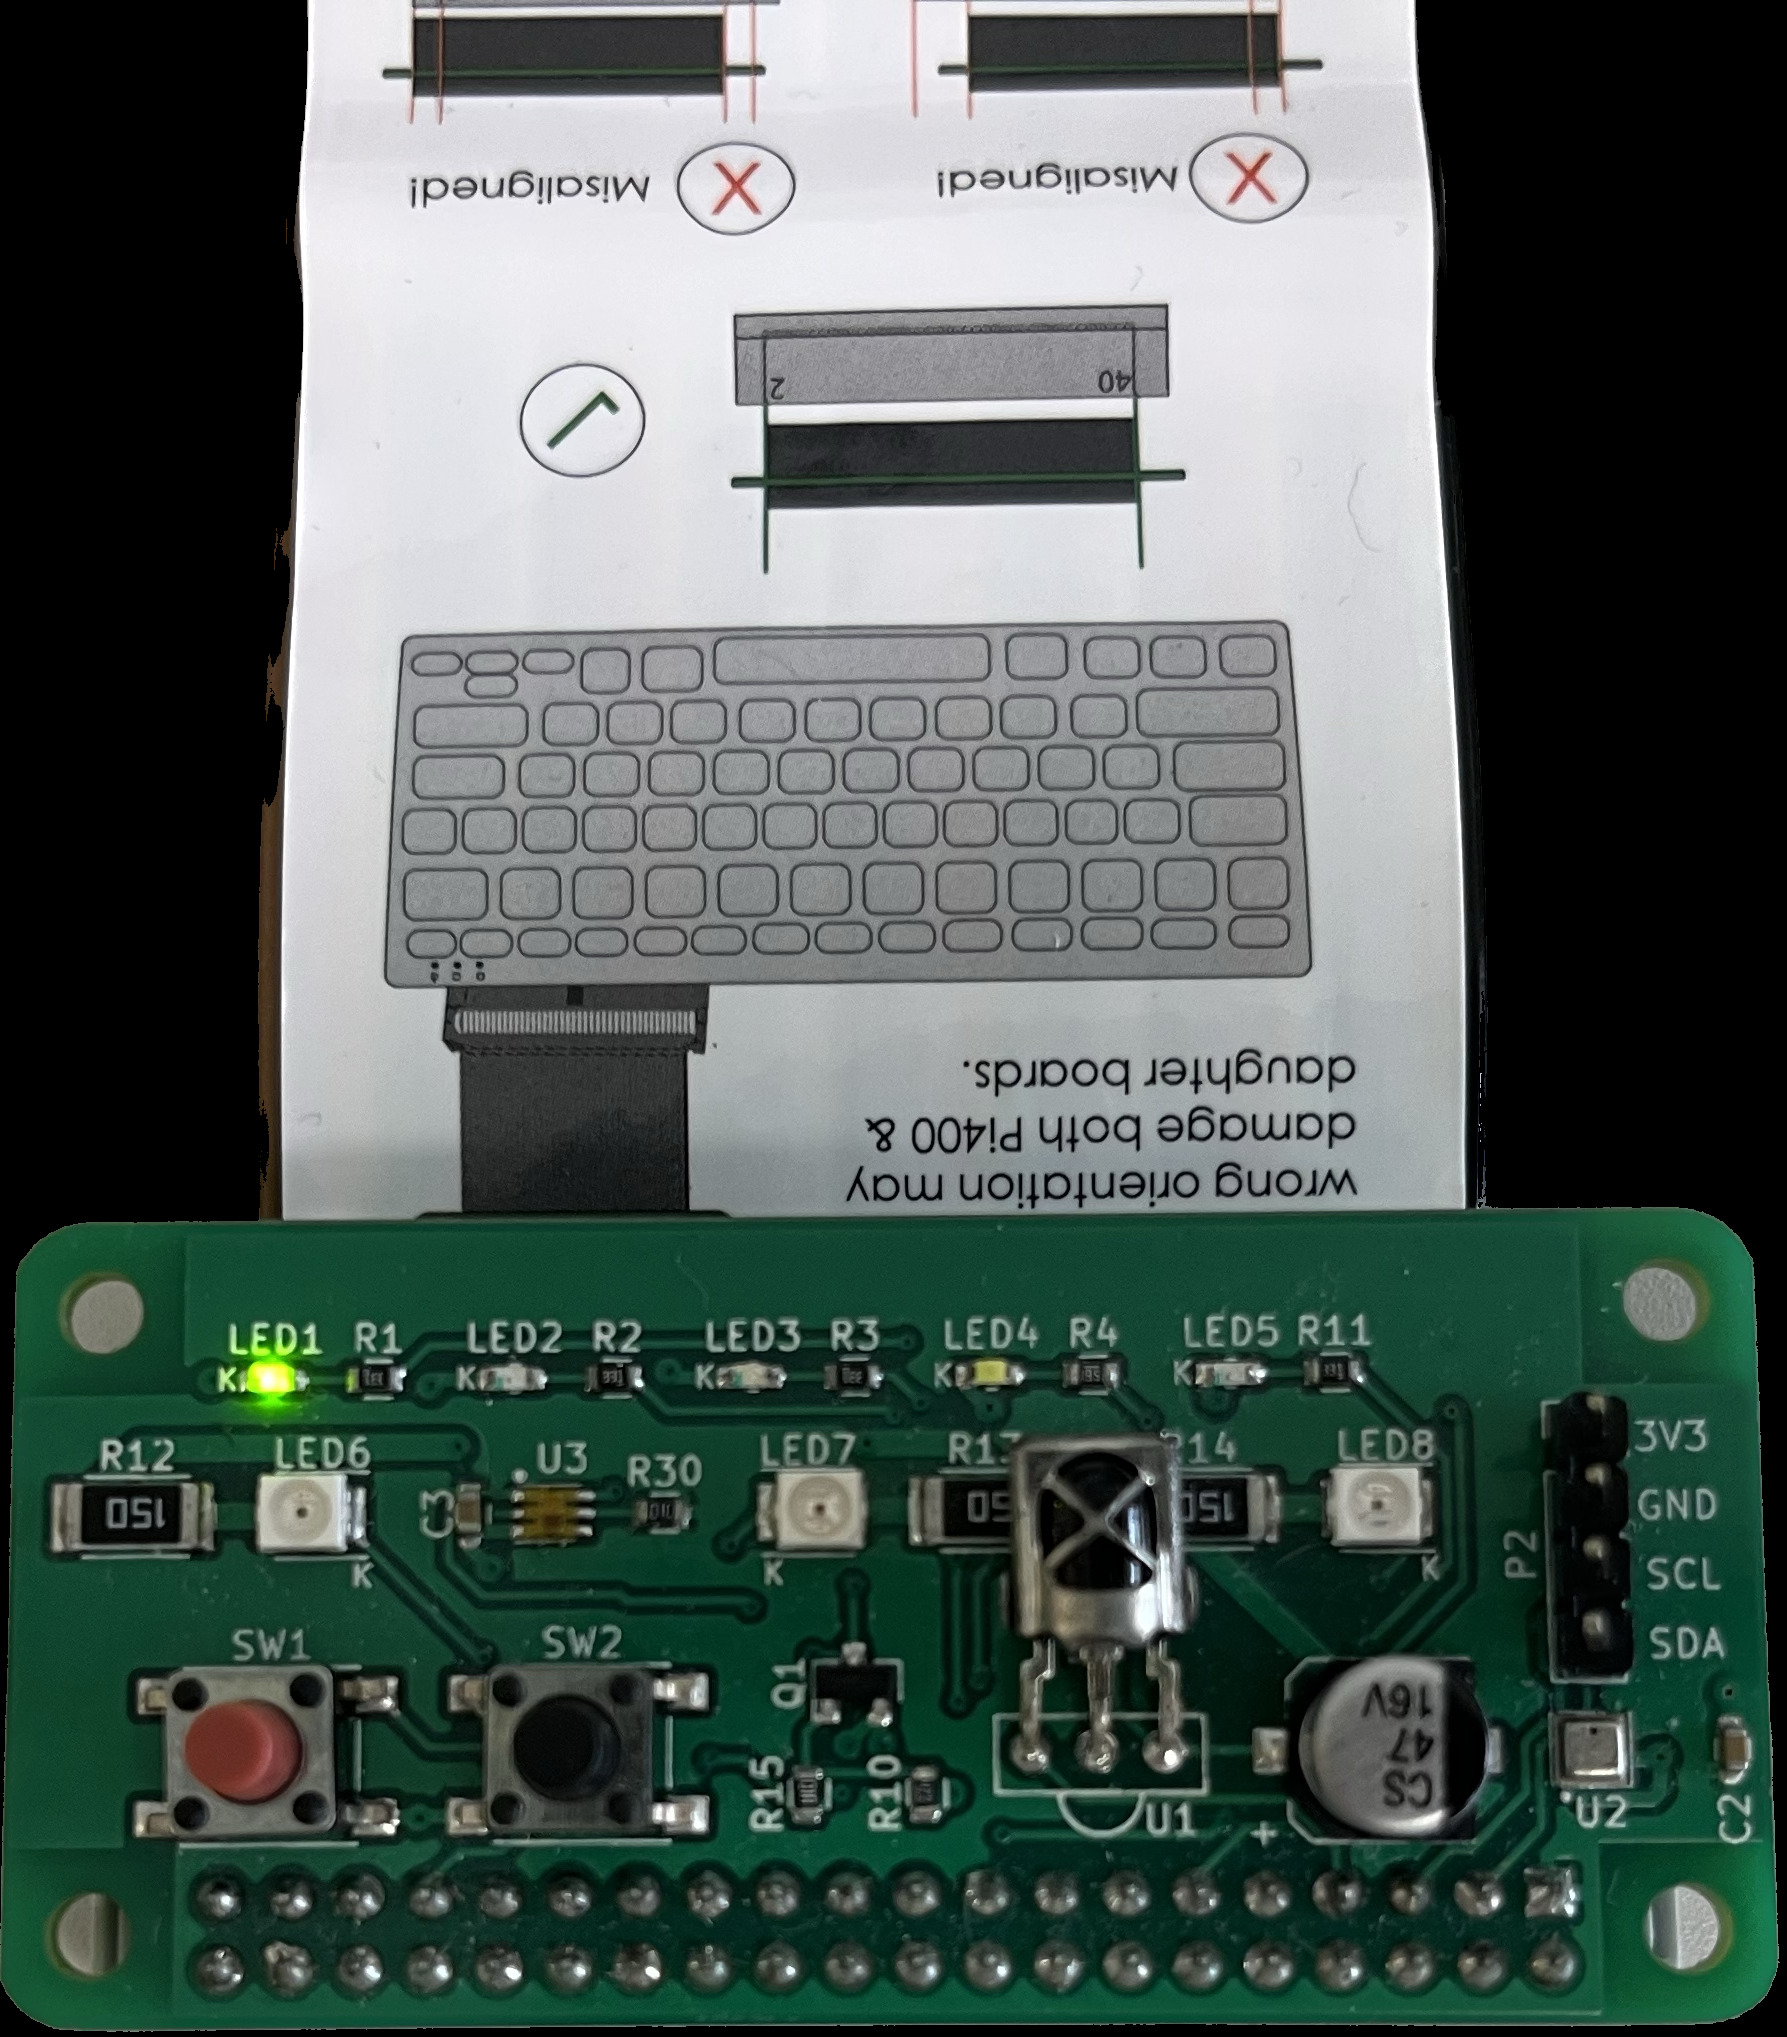 Misaligned! X
Misaligned! X
2 40
wrong orientation may
damage both Pi400 &
daughter boards.
LED1 R1 LED2 R2 LED3 R3 LED4 R4 LED5 R11
K K K K K
R12 LED6 U3 R30 LED7 R13 R14 LED8
150 C3 150
K K K
3V3
GND
SCL
SDA
P2
SW1 SW2 Q1
R15 R10 U1
+
CS
47
16V
U2 C2